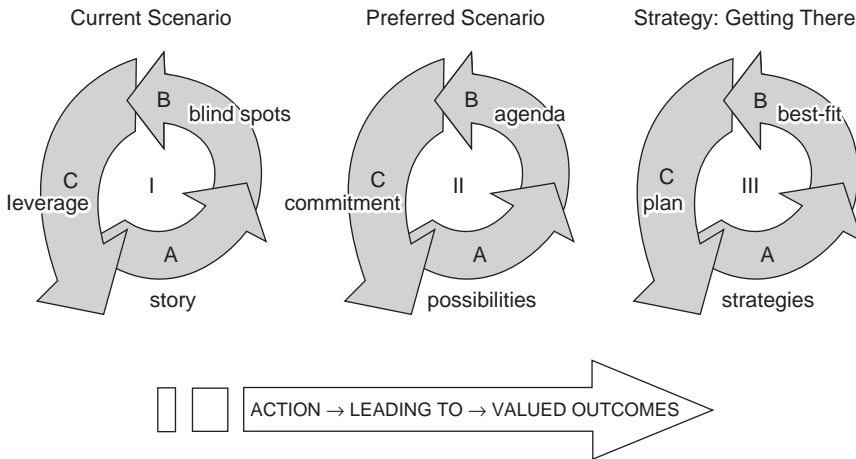 Current Scenario
B
blind spots
C
leverage
I
A
story
Preferred Scenario
B
agenda
C
commitment
II
A
possibilities
Strategy: Getting There
B
best-fit
C
plan
III
A
strategies
ACTION → LEADING TO → VALUED OUTCOMES